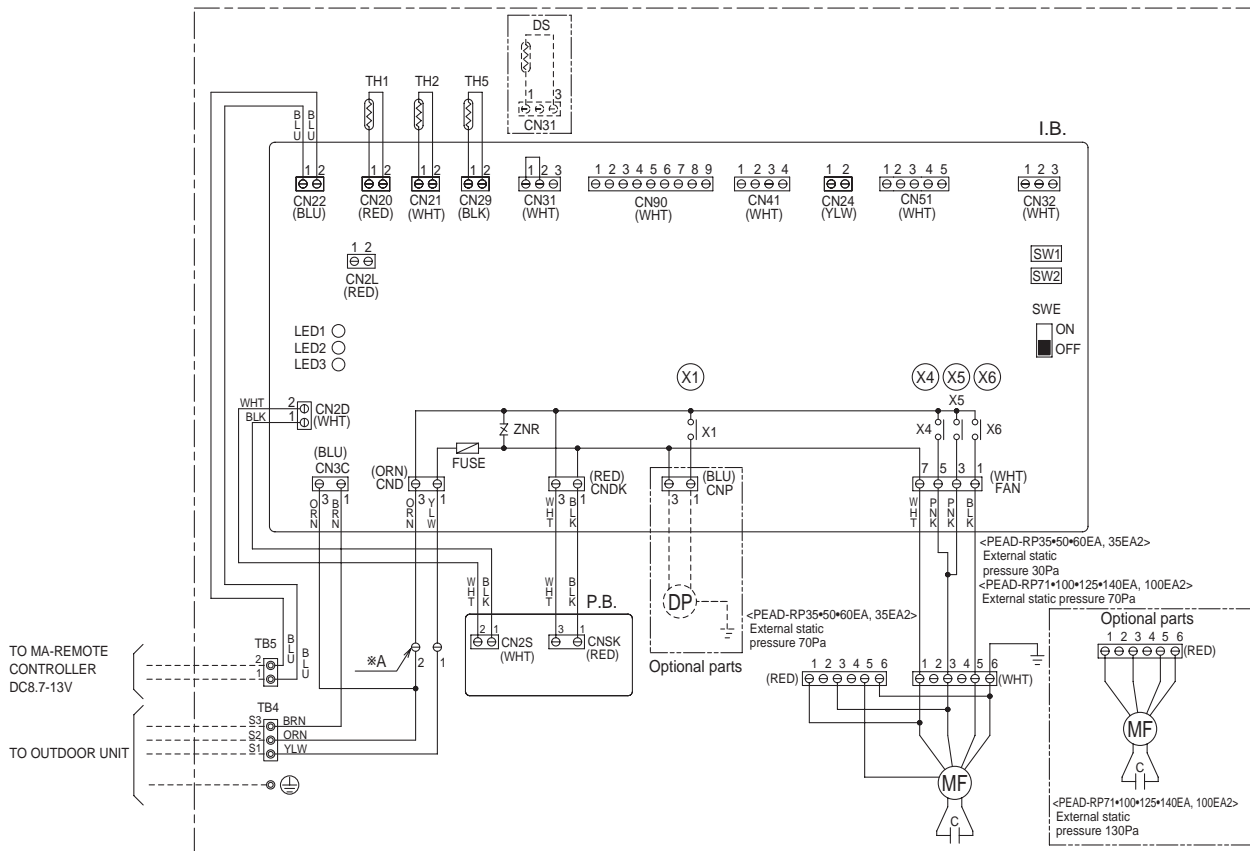 DS
1 3
CN31
TH1 TH2 TH5
BLU BLU
I.B.
1 2
CN22
(BLU)
1 2
CN20
(RED)
1 2
CN21
(WHT)
1 2
CN29
(BLK)
1 2 3
CN31
(WHT)
1 2 3 4 5 6 7 8 9
CN90
(WHT)
1 2 3 4
CN41
(WHT)
1 2
CN24
(YLW)
1 2 3 4 5
CN51
(WHT)
1 2 3
CN32
(WHT)
1 2
CN2L
(RED)
SW1
SW2
SWE
ON
OFF
LED1
LED2
LED3
X1
X4 X5 X6
X5
X4 X6
X1
WHT 2
BLK 1
CN2D
(WHT)
ZNR
FUSE
(BLU)
CN3C
3 1
ORN BRN
(ORN)
CND
3 1
ORN YLW
(RED)
CNDK
3 1
WHT BLK
(BLU)
CNP
3 1
7 5 3 1
(WHT)
FAN
WHT PNK PNK BLK
<PEAD-RP35•50•60EA, 35EA2>
External static
pressure 30Pa
<PEAD-RP71•100•125•140EA, 100EA2>
External static pressure 70Pa
WHT BLK
P.B.
2 1
CN2S
(WHT)
3 1
CNSK
(RED)
DP
Optional parts
<PEAD-RP35•50•60EA, 35EA2>
External static
pressure 70Pa
1 2 3 4 5 6
(RED)
1 2 3 4 5 6
(WHT)
MF
C
Optional parts
1 2 3 4 5 6
(RED)
MF
C
<PEAD-RP71•100•125•140EA, 100EA2>
External static
pressure 130Pa
※A
2 1
TO MA-REMOTE
CONTROLLER
DC8.7-13V
TB5
2
1
BLU BLU
TB4
TO OUTDOOR UNIT
S3 BRN
S2 ORN
S1 YLW